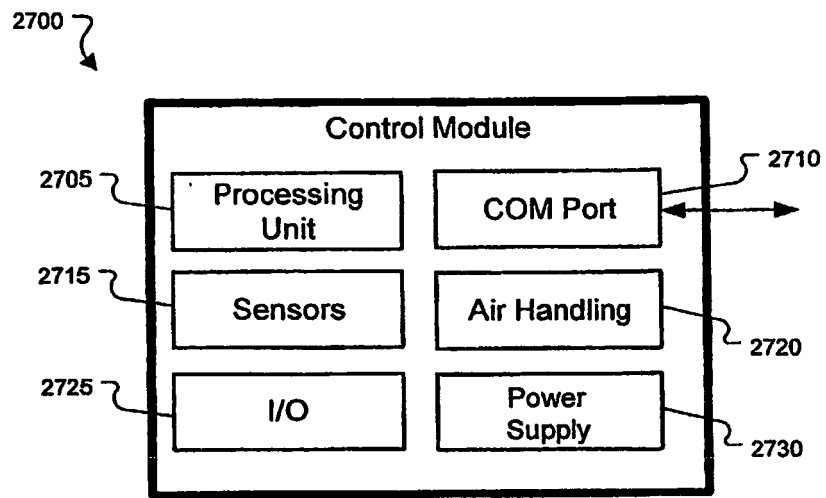 2700
Control Module
2705
Processing
Unit
COM Port
2710
2715
Sensors
Air Handling
2720
2725
I/O
Power
Supply
2730